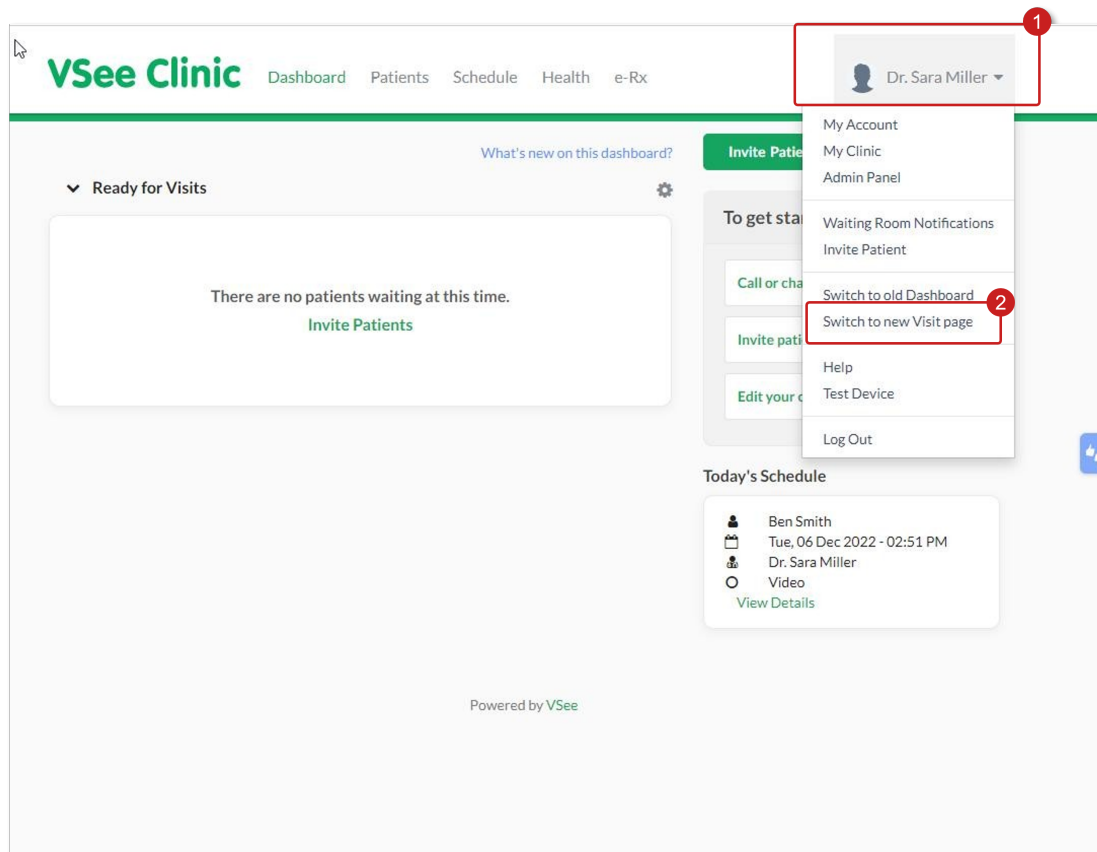 1
VSee Clinic Dashboard Patients Schedule Health e-Rx Dr. Sara Miller
What's new on this dashboard?
Ready for Visits
There are no patients waiting at this time.
Invite Patients
Invite Patie
To get sta
Call or cha
Invite pati
Edit your
My Account
My Clinic
Admin Panel
Waiting Room Notifications
Invite Patient
Switch to old Dashboard
2
Switch to new Visit page
Help
Test Device
Log Out
Today's Schedule
Ben Smith
Tue, 06 Dec 2022 - 02:51 PM
Dr. Sara Miller
Video
View Details
Powered by VSee